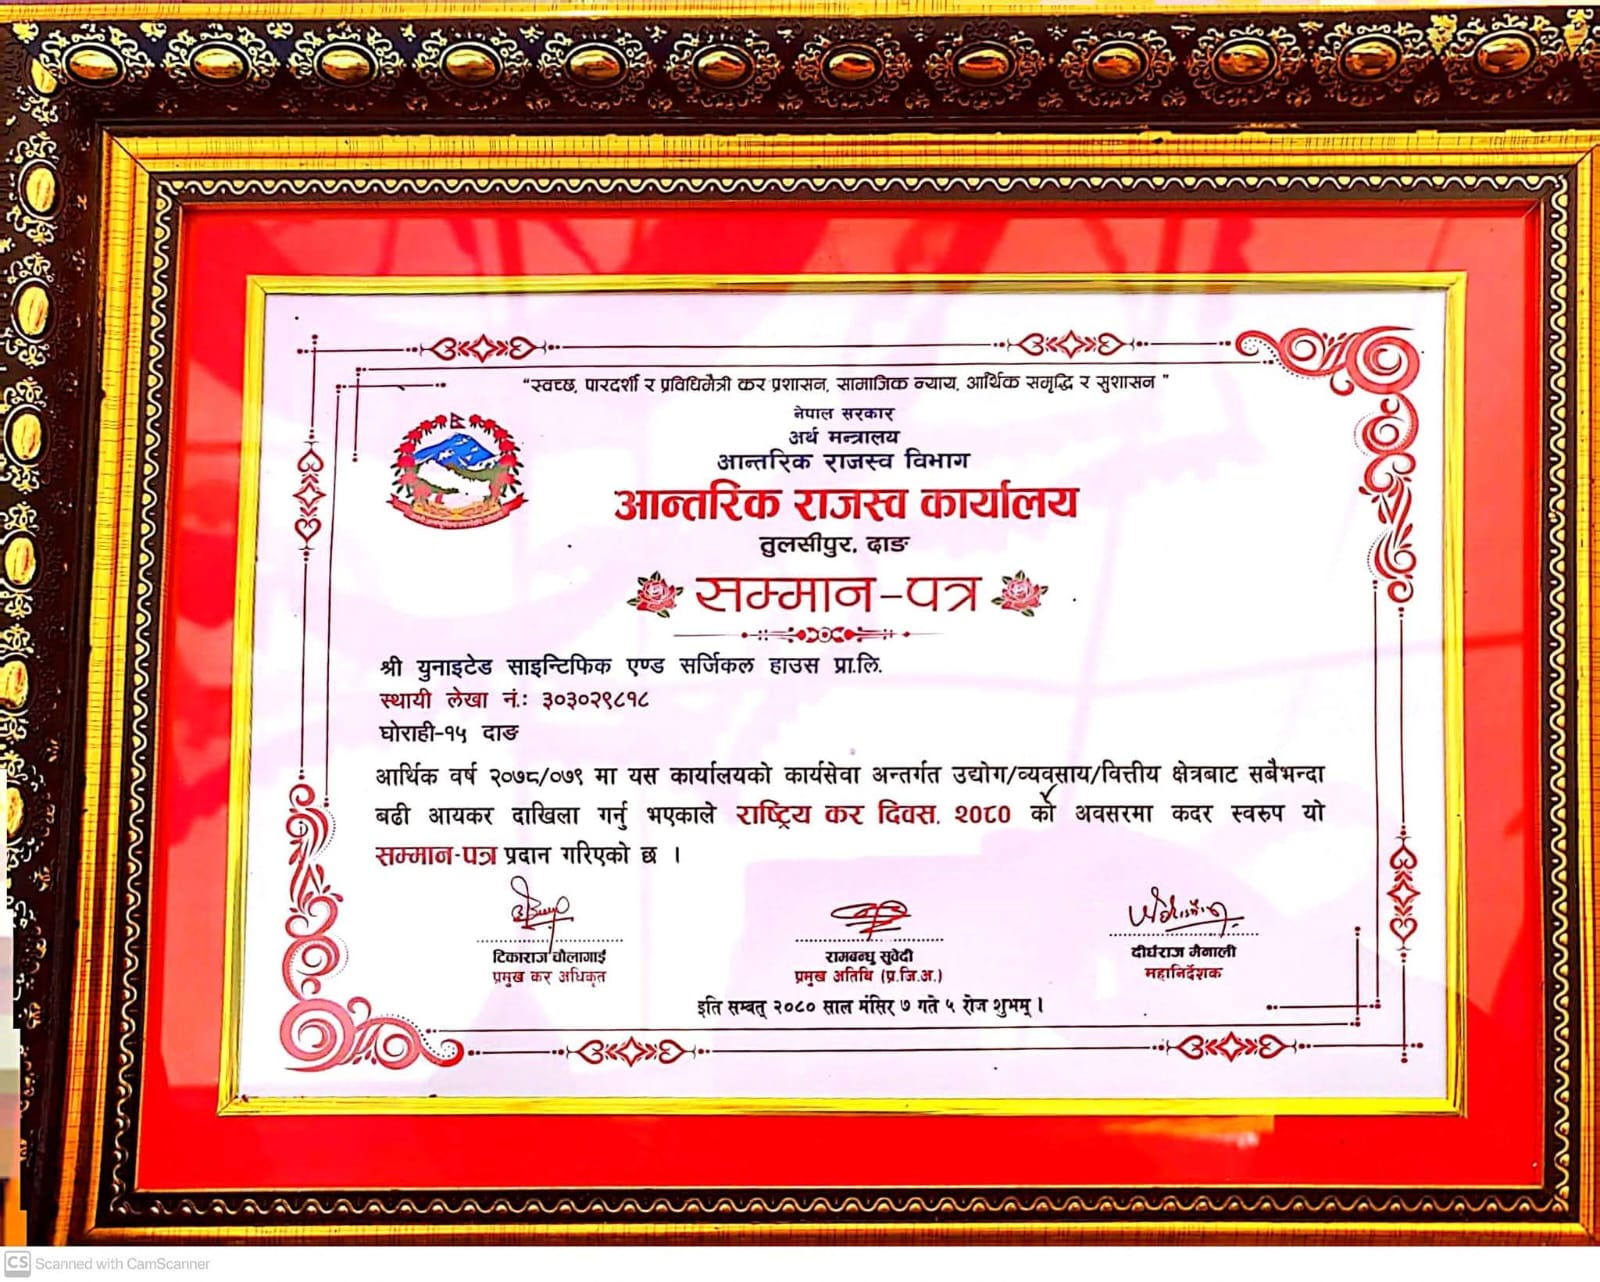 “स्वच्छ, पारदर्शी र प्रविधिमैत्री कर प्रशासन, सामाजिक न्याय, आर्थिक समृद्धि र सुशासन ”
नेपाल सरकार
अर्थ मन्त्रालय
आन्तरिक राजस्व विभाग
आन्तरिक राजस्व कार्यालय
तुलसीपुर, दाङ
सम्मान-पत्र
श्री युनाइटेड साइन्टिफिक एण्ड सर्जिकल हाउस प्रा.लि.
स्थायी लेखा नं.: ३०३०२९८१८
घोराही-१५ दाङ
आर्थिक वर्ष २०७८/०७९ मा यस कार्यालयको कार्यसेवा अन्तर्गत उद्योग/व्यवसाय/वित्तीय क्षेत्रबाट सबैभन्दा
बढी आयकर दाखिला गर्नु भएकाले राष्ट्रिय कर दिवस, २०८० को अवसरमा कदर स्वरुप यो
सम्मान-पत्र प्रदान गरिएको छ ।
टिकाराज चौलागाई रामबन्धु सुवेदी दीर्घराज मैनाली
प्रमुख कर अधिकृत प्रमुख अतिथि (प्र.जि.अ.) महानिर्देशक
इति सम्बत् २०८० साल मंसिर ७ गते ५ रोज शुभम् ।
CS Scanned with CamScanner